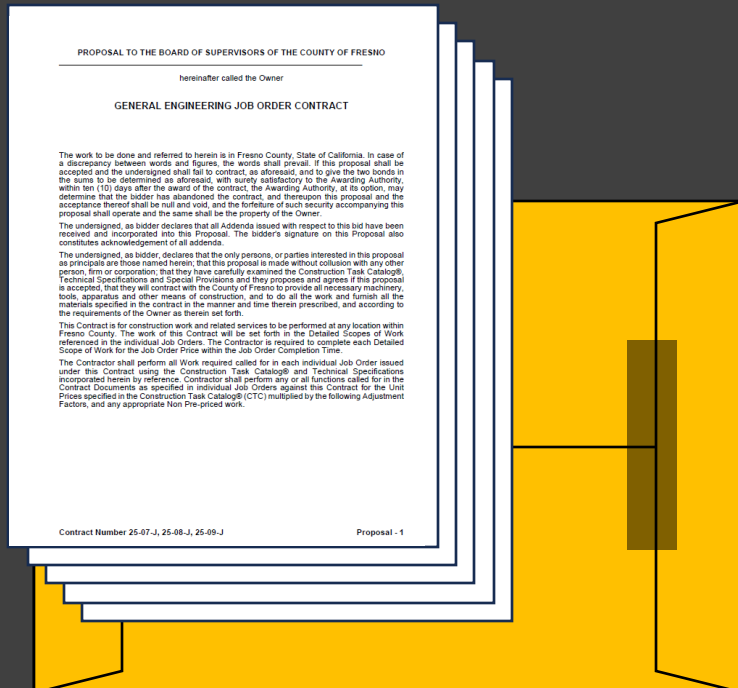 PROPOSAL TO THE BOARD OF SUPERVISORS OF THE COUNTY OF FRESNO
hereinafter called the Owner
GENERAL ENGINEERING JOB ORDER CONTRACT
The work to be done and referred to herein is in Fresno County, State of California. In case of
a discrepancy between words and figures, the words shall prevail. If this proposal shall be
accepted and the undersigned shall fail to contract, as aforesaid, and to give the two bonds in
the sums to be determined as aforesaid, with surety satisfactory to the Awarding Authority,
within ten (10) days after the award of the contract, the Awarding Authority, at its option, may
determine that the bidder has abandoned the contract, and thereupon this proposal and the
acceptance thereof shall be null and void, and the forfeiture of such security accompanying this
proposal shall operate and the same shall be the property of the Owner.
The undersigned, as bidder declares that all Addenda issued with respect to this bid have been
received and incorporated into this Proposal. The bidder's signature on this Proposal also
constitutes acknowledgement of all addenda.
The undersigned, as bidder, declares that the only persons, or parties interested in this proposal
as principals are those named herein; that this proposal is made without collusion with any other
person, firm or corporation; that they have carefully examined the Construction Task Catalog®,
Technical Specifications and Special Provisions and they proposes and agrees if this proposal
is accepted, that they will contract with the County of Fresno to provide all necessary machinery,
tools, apparatus and other means of construction, and to do all the work and furnish all the
materials specified in the contract in the manner and time therein prescribed, and according to
the requirements of the Owner as therein set forth.
This Contract is for construction work and related services to be performed at any location within
Fresno County. The work of this Contract will be set forth in the Detailed Scopes of Work
referenced in the individual Job Orders. The Contractor is required to complete each Detailed
Scope of Work for the Job Order Price within the Job Order Completion Time.
The Contractor shall perform all Work required called for in each individual Job Order issued
under this Contract using the Construction Task Catalog® and Technical Specifications
incorporated herein by reference. Contractor shall perform any or all functions called for in the
Contract Documents as specified in individual Job Orders against this Contract for the Unit
Prices specified in the Construction Task Catalog® (CTC) multiplied by the following Adjustment
Factors, and any appropriate Non Pre-priced work.
Contract Number 25-07-J, 25-08-J, 25-09-J Proposal - 1